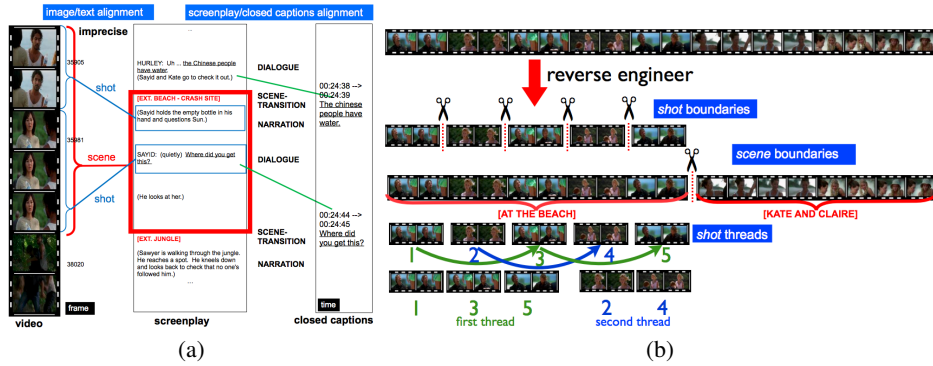 image/text alignment
screenplay/closed captions alignment
imprecise
...
35905
HURLEY: Uh ... the Chinese people
have water.
(Sayid and Kate go to check it out.)
DIALOGUE
shot
[EXT. BEACH - CRASH SITE]
SCENE-
TRANSITION
(Sayid holds the empty bottle in his
hand and questions Sun.)
NARRATION
00:24:38 -->
00:24:39
The chinese
people have
water.
35981
scene
SAYID: (quietly) Where did you get
this?
DIALOGUE
shot
(He looks at her.)
[EXT. JUNGLE]
SCENE-
TRANSITION
00:24:44 -->
00:24:45
Where did
you get this?
38020
(Sawyer is walking through the jungle.
He reaches a spot. He kneels down
and looks back to check that no one's
followed him.)
...
NARRATION
frame
time
video
screenplay
closed captions
(a)
reverse engineer
shot boundaries
scene boundaries
[AT THE BEACH]
[KATE AND CLAIRE]
shot threads
1 2 3 4 5
1 3 5 2 4
first thread
second thread
(b)